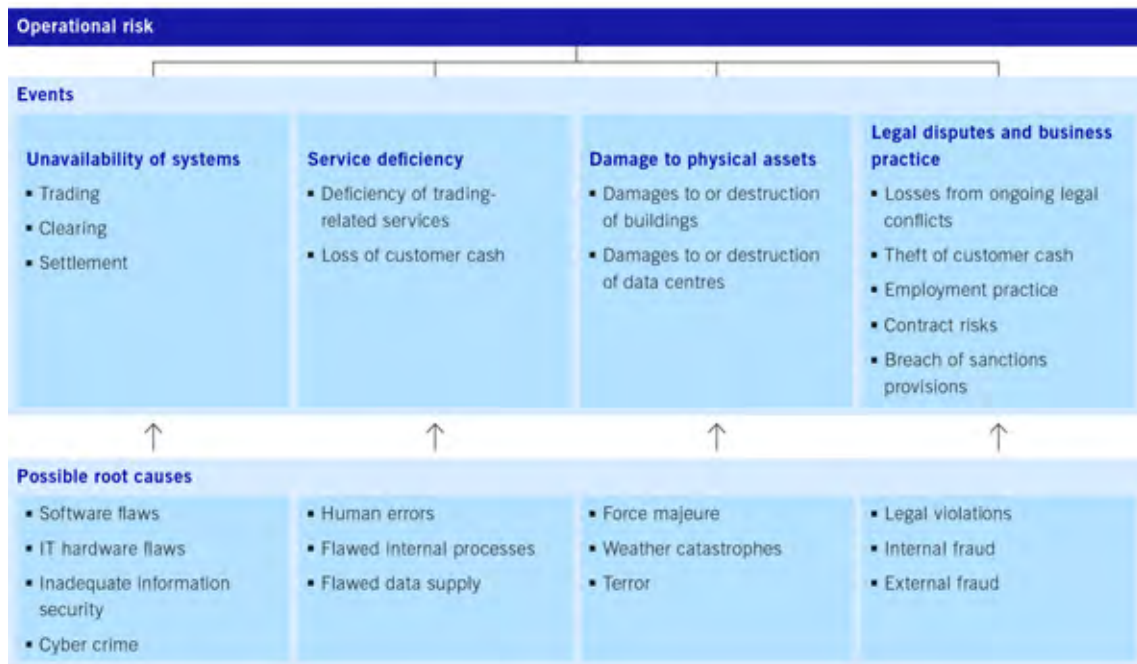 Operational risk
Events
Unavailability of systems
▪ Trading
▪ Clearing
▪ Settlement
Service deficiency
▪ Deficiency of trading-
related services
▪ Loss of customer cash
Damage to physical assets
▪ Damages to or destruction
of buildings
▪ Damages to or destruction
of data centres
Legal disputes and business
practice
▪ Losses from ongoing legal
conflicts
▪ Theft of customer cash
▪ Employment practice
▪ Contract risks
▪ Breach of sanctions
provisions
Possible root causes
▪ Software flaws
▪ IT hardware flaws
▪ Inadequate information
security
▪ Cyber crime
▪ Human errors
▪ Flawed internal processes
▪ Flawed data supply
▪ Force majeure
▪ Weather catastrophes
▪ Terror
▪ Legal violations
▪ Internal fraud
▪ External fraud